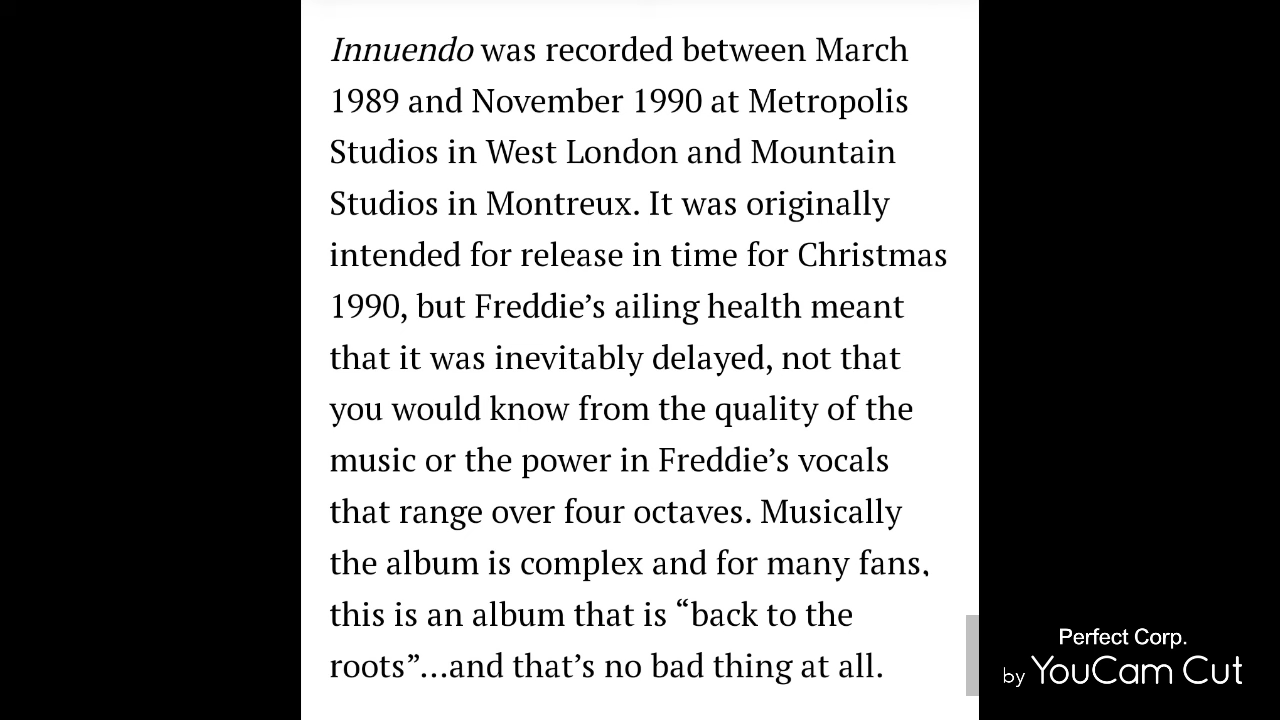 Innuendo was recorded between March
1989 and November 1990 at Metropolis
Studios in West London and Mountain
Studios in Montreux. It was originally
intended for release in time for Christmas
1990, but Freddie’s ailing health meant
that it was inevitably delayed, not that
you would know from the quality of the
music or the power in Freddie’s vocals
that range over four octaves. Musically
the album is complex and for many fans,
this is an album that is “back to the
roots”…and that’s no bad thing at all.
Perfect Corp.
by YouCam Cut